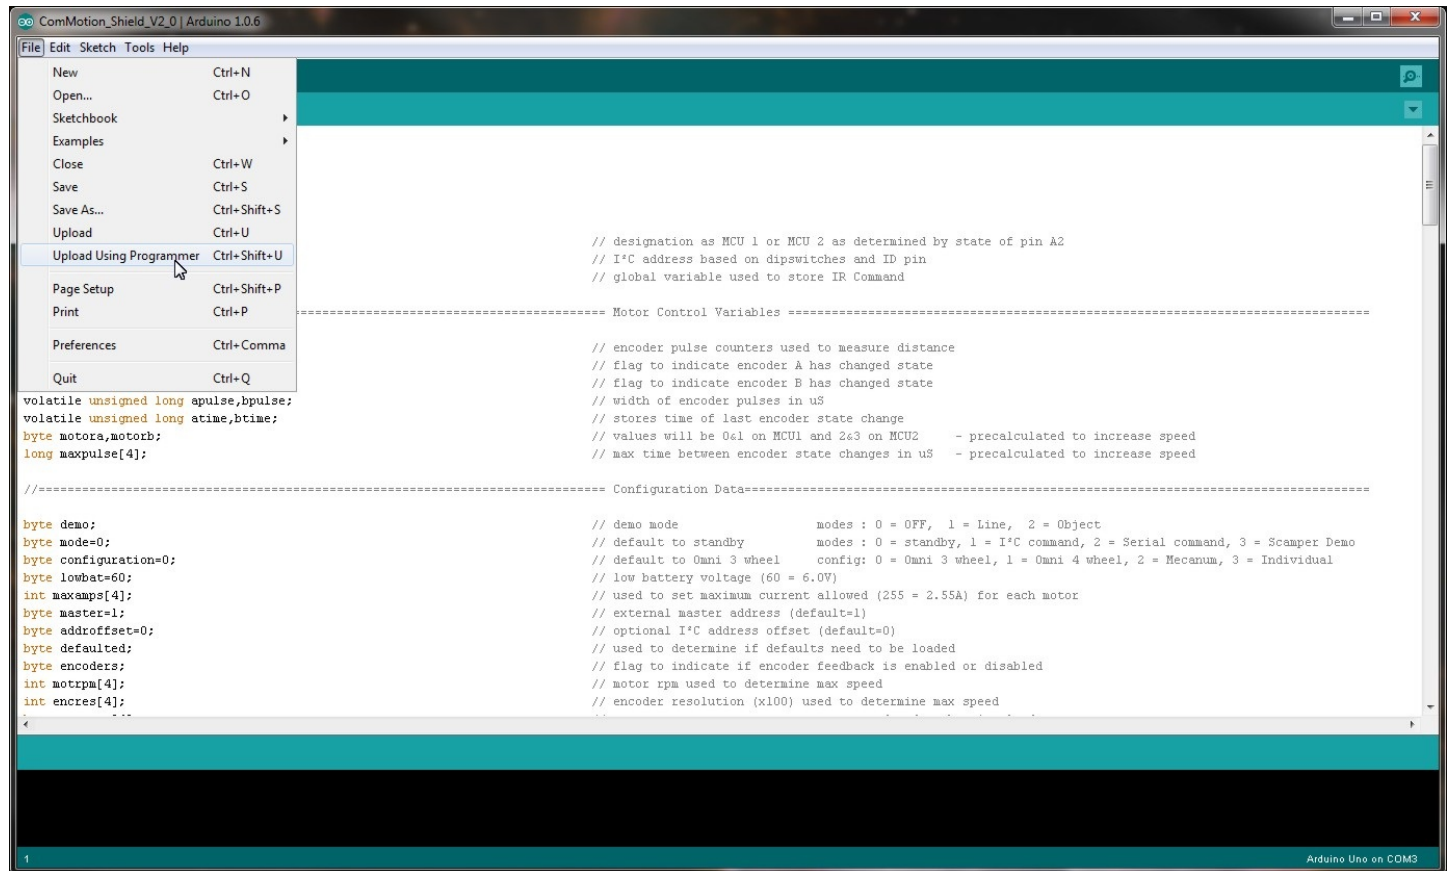 ComMotion_Shield_V2_0 | Arduino 1.0.6
File Edit Sketch Tools Help
New Ctrl+N
Open... Ctrl+O
Sketchbook
Examples
Close Ctrl+W
Save Ctrl+S
Save As... Ctrl+Shift+S
Upload Ctrl+U
Upload Using Programmer Ctrl+Shift+U
Page Setup Ctrl+Shift+P
Print Ctrl+P
Preferences Ctrl+Comma
Quit Ctrl+Q
// designation as MCU 1 or MCU 2 as determined by state of pin A2
// I²C address based on dipswitches and ID pin
// global variable used to store IR Command
========================================== Motor Control Variables ================================================================================
// encoder pulse counters used to measure distance
// flag to indicate encoder A has changed state
// flag to indicate encoder B has changed state
volatile unsigned long apulse,bpulse; // width of encoder pulses in uS
volatile unsigned long atime,btime; // stores time of last encoder state change
byte motora,motorb; // values will be 0&1 on MCU1 and 2&3 on MCU2 - precalculated to increase speed
long maxpulse[4]; // max time between encoder state changes in uS - precalculated to increase speed
//============================================================================== Configuration Data======================================================================================
byte demo; // demo mode modes : 0 = OFF, 1 = Line, 2 = Object
byte mode=0; // default to standby modes : 0 = standby, 1 = I²C command, 2 = Serial command, 3 = Scamper Demo
byte configuration=0; // default to Omni 3 wheel config: 0 = Omni 3 wheel, 1 = Omni 4 wheel, 2 = Mecanum, 3 = Individual
byte lowbat=60; // low battery voltage (60 = 6.0V)
int maxamps[4]; // used to set maximum current allowed (255 = 2.55A) for each motor
byte master=1; // external master address (default=1)
byte addroffset=0; // optional I²C address offset (default=0)
byte defaulted; // used to determine if defaults need to be loaded
byte encoders; // flag to indicate if encoder feedback is enabled or disabled
int motrpm[4]; // motor rpm used to determine max speed
int encres[4]; // encoder resolution (x100) used to determine max speed
1 Arduino Uno on COM3